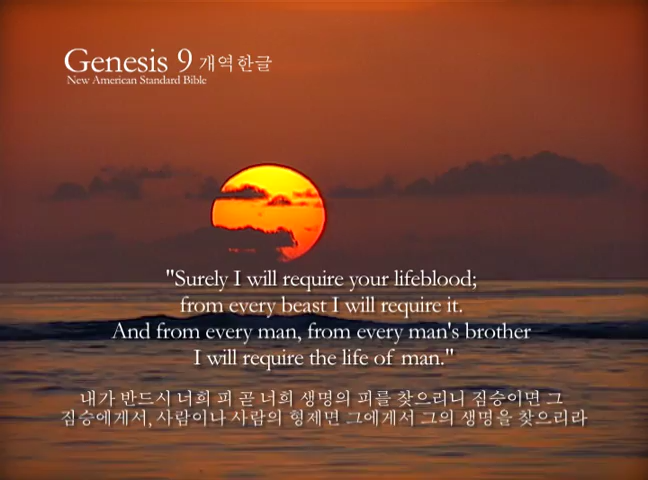 Genesis 9 개역한글
New American Standard Bible
"Surely I will require your lifeblood;
from every beast I will require it.
And from every man, from every man's brother
I will require the life of man."
내가 반드시 너희 피 곧 너희 생명의 피를 찾으리니 짐승이면 그
짐승에게서, 사람이나 사람의 형제면 그에게서 그의 생명을 찾으리라